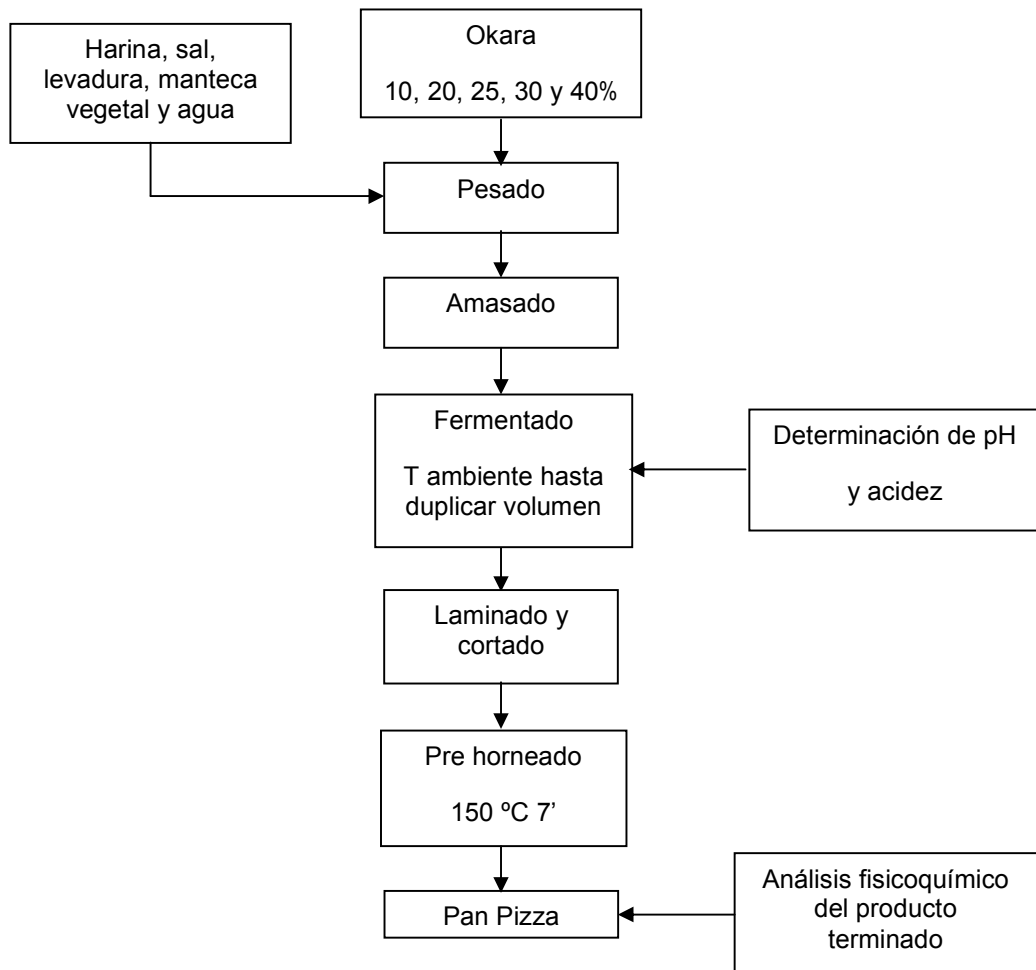 Harina, sal,
levadura, manteca
vegetal y agua
Okara
10, 20, 25, 30 y 40%
Pesado
Amasado
Fermentado
T ambiente hasta
duplicar volumen
Determinación de pH
y acidez
Laminado y
cortado
Pre horneado
150 ºC 7’
Pan Pizza
Análisis fisicoquímico
del producto
terminado